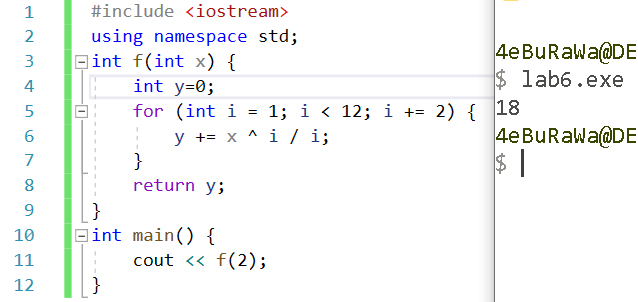 1 #include <iostream>
2 using namespace std;
3 int f(int x) {
4 int y=0;
5 for (int i = 1; i < 12; i += 2) {
6 y += x ^ i / i;
7 }
8 return y;
9 }
10 int main() {
11 cout << f(2);
12 }
4eBuRaWa@DE
$ lab6.exe
18
4eBuRaWa@DE
$